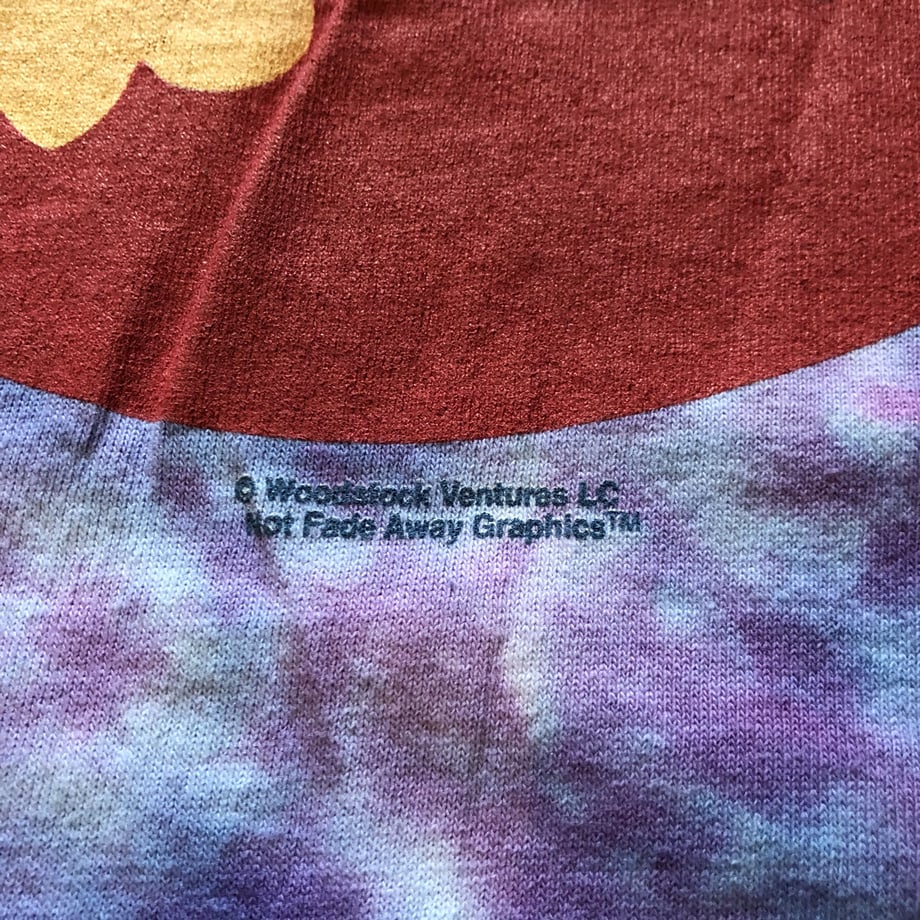 © Woodstock Ventures LC
Not Fade Away Graphics™